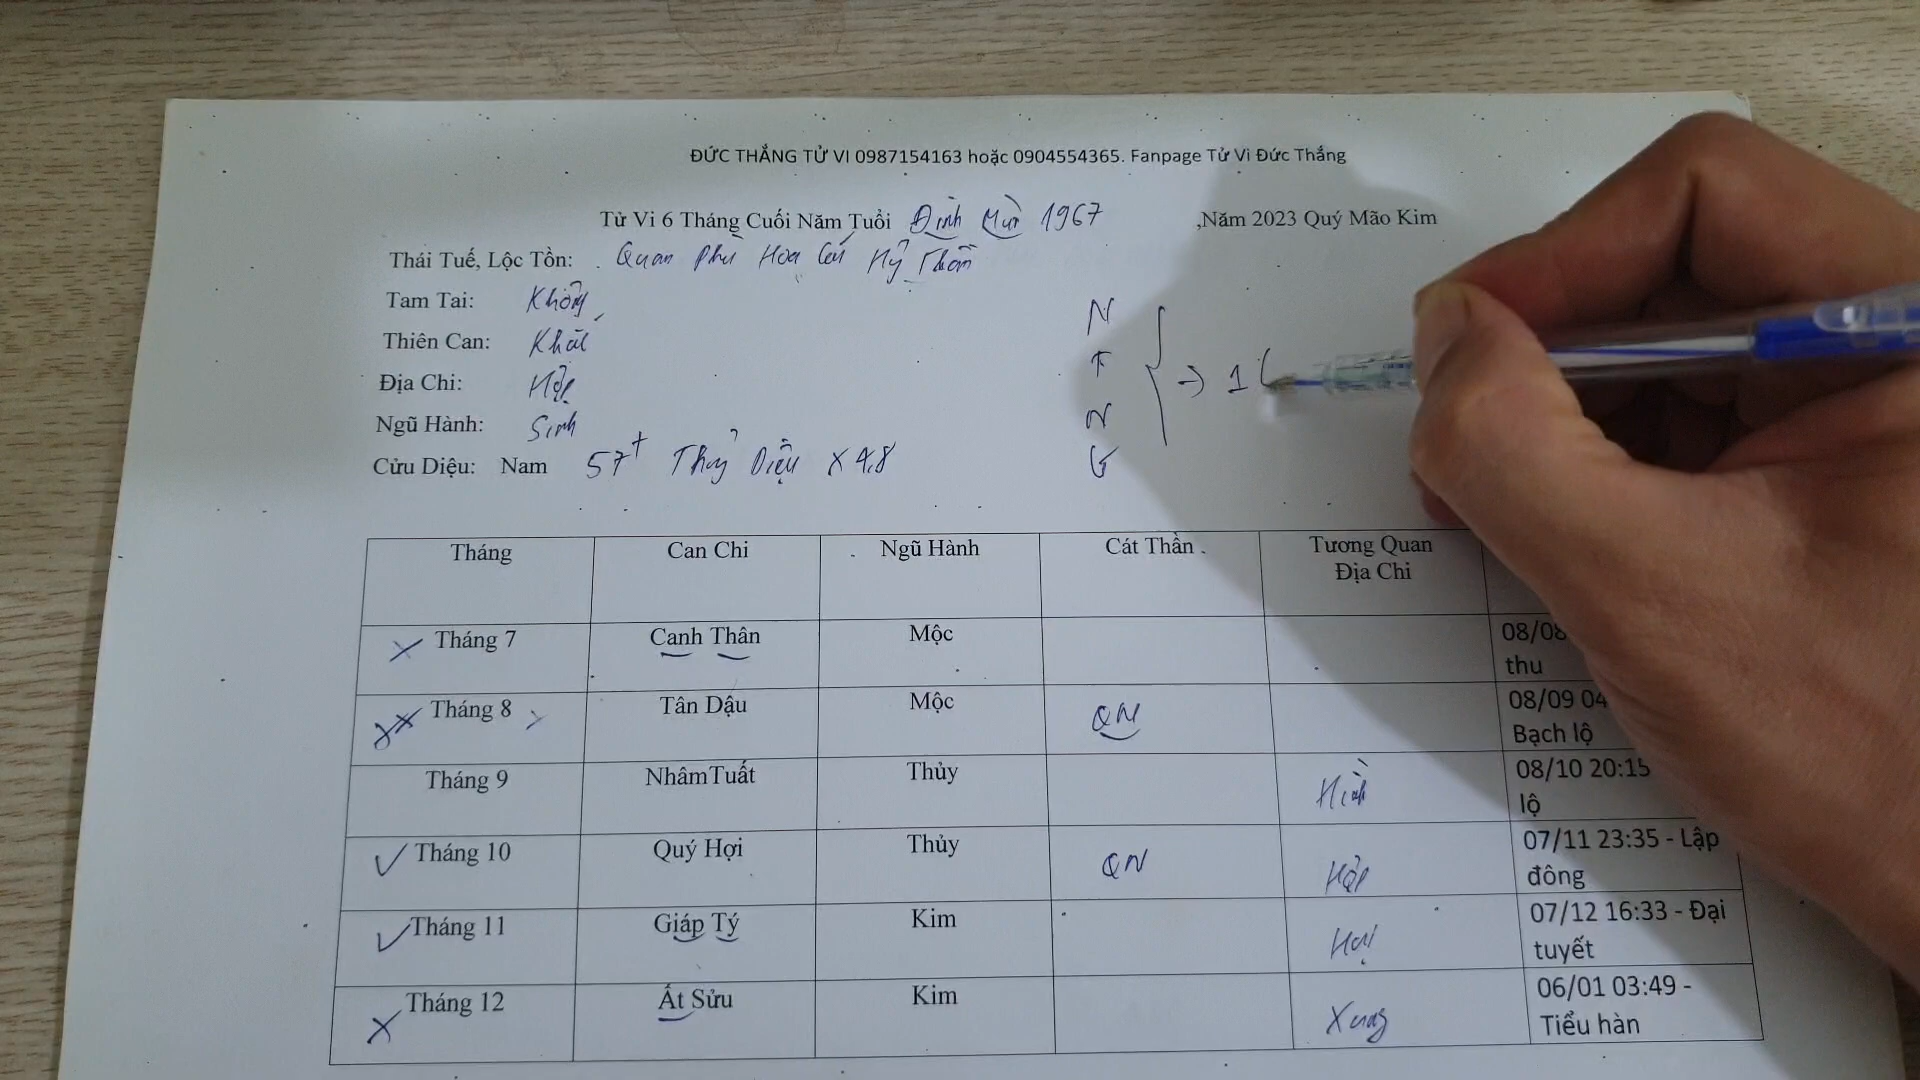 ĐỨC THẮNG TỬ VI 0987154163 hoặc 0904554365. Fanpage Tử Vi Đức Thắng
Tử Vi 6 Tháng Cuối Năm Tuổi Đinh Mùi 1967 ,Năm 2023 Quý Mão Kim
Thái Tuế, Lộc Tồn: Quan Phù Hoa Cái Hỷ Thần
Tam Tai: Không
Thiên Can: Khắc
Địa Chi: Hợp
Ngũ Hành: Sinh
Cửu Diệu: Nam 57+ Thuỷ Diệu x 4.8
N
T
N
G
→ 1
Tháng Can Chi Ngũ Hành Cát Thần Tương Quan
Địa Chi
Tháng 7 Canh Thân Mộc 08/08
thu
Tháng 8 Tân Dậu Mộc QN 08/09 04
Bạch lộ
Tháng 9 NhâmTuất Thủy Hình 08/10 20:15
lộ
Tháng 10 Quý Hợi Thủy QN Hợp 07/11 23:35 - Lập
đông
Tháng 11 Giáp Tý Kim Hại 07/12 16:33 - Đại
tuyết
Tháng 12 Ất Sửu Kim Xung 06/01 03:49 -
Tiểu hàn